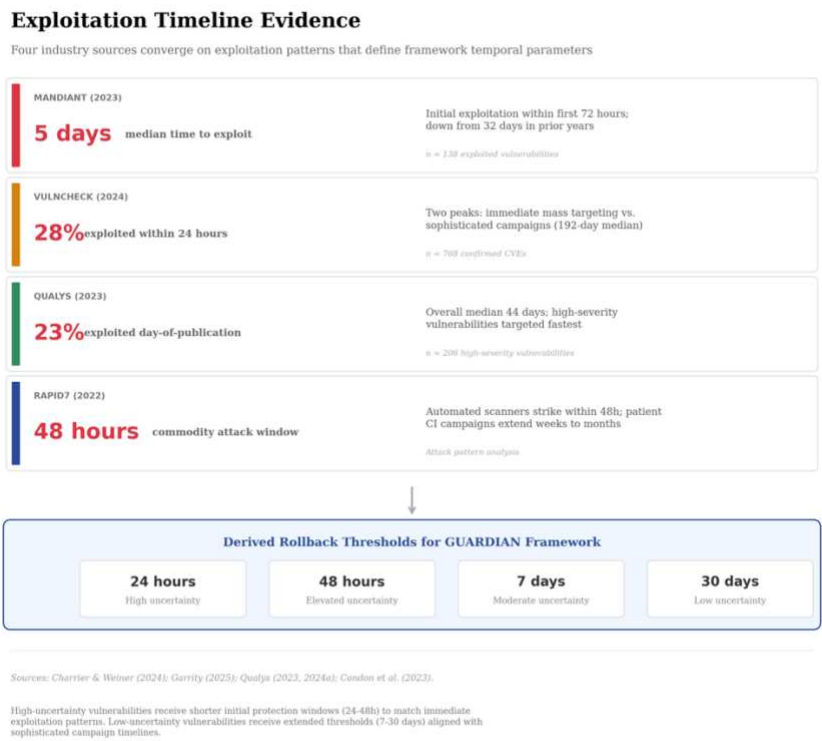 Exploitation Timeline Evidence
Four industry sources converge on exploitation patterns that define framework temporal parameters
MANDIANT (2023)
5 days median time to exploit
Initial exploitation within first 72 hours;
down from 32 days in prior years
n = 138 exploited vulnerabilities
VULNCHECK (2024)
28% exploited within 24 hours
Two peaks: immediate mass targeting vs.
sophisticated campaigns (192-day median)
n = 768 confirmed CVEs
QUALYS (2023)
23% exploited day-of-publication
Overall median 44 days; high-severity
vulnerabilities targeted fastest
n = 206 high-severity vulnerabilities
RAPID7 (2022)
48 hours commodity attack window
Automated scanners strike within 48h; patient
CI campaigns extend weeks to months
Attack pattern analysis
Derived Rollback Thresholds for GUARDIAN Framework
24 hours
High uncertainty
48 hours
Elevated uncertainty
7 days
Moderate uncertainty
30 days
Low uncertainty
Sources: Charrier & Weiner (2024); Garrity (2025); Qualys (2023, 2024a); Condon et al. (2023).
High-uncertainty vulnerabilities receive shorter initial protection windows (24-48h) to match immediate
exploitation patterns. Low-uncertainty vulnerabilities receive extended thresholds (7-30 days) aligned with
sophisticated campaign timelines.